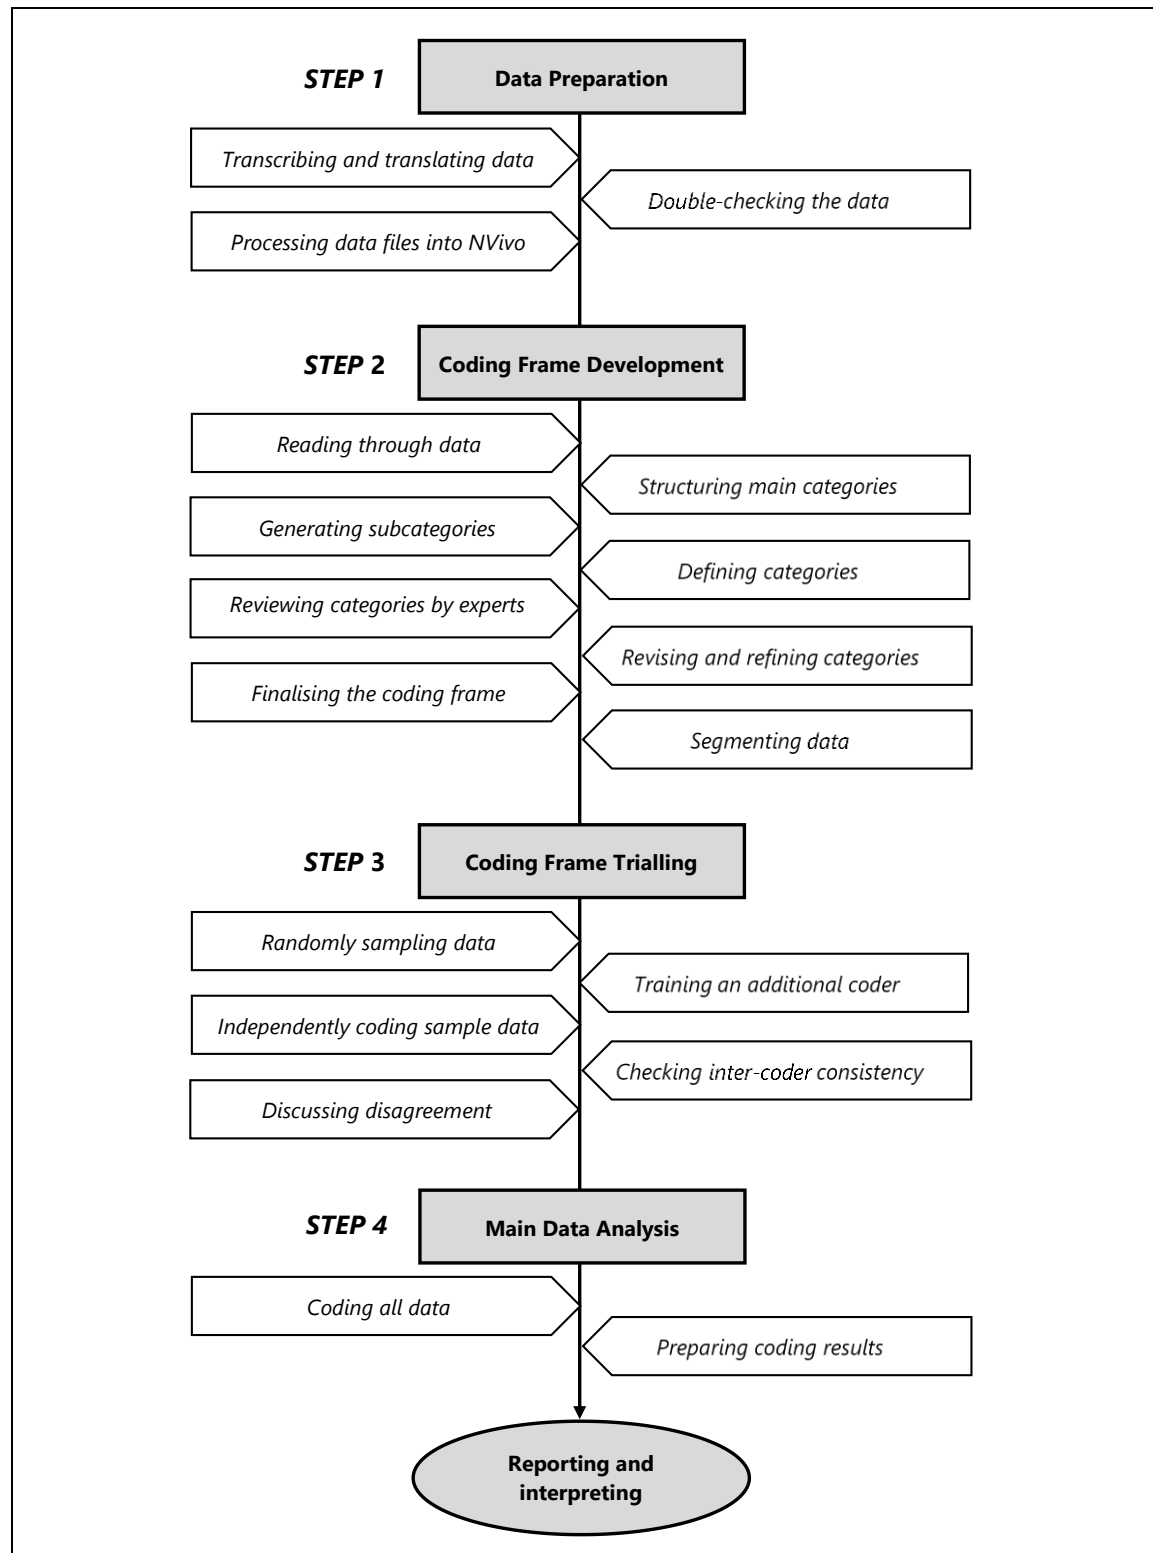 STEP 1
Data Preparation
Transcribing and translating data
Double-checking the data
Processing data files into NVivo
STEP 2
Coding Frame Development
Reading through data
Structuring main categories
Generating subcategories
Defining categories
Reviewing categories by experts
Revising and refining categories
Finalising the coding frame
Segmenting data
STEP 3
Coding Frame Trialling
Randomly sampling data
Training an additional coder
Independently coding sample data
Checking inter-coder consistency
Discussing disagreement
STEP 4
Main Data Analysis
Coding all data
Preparing coding results
Reporting and
interpreting